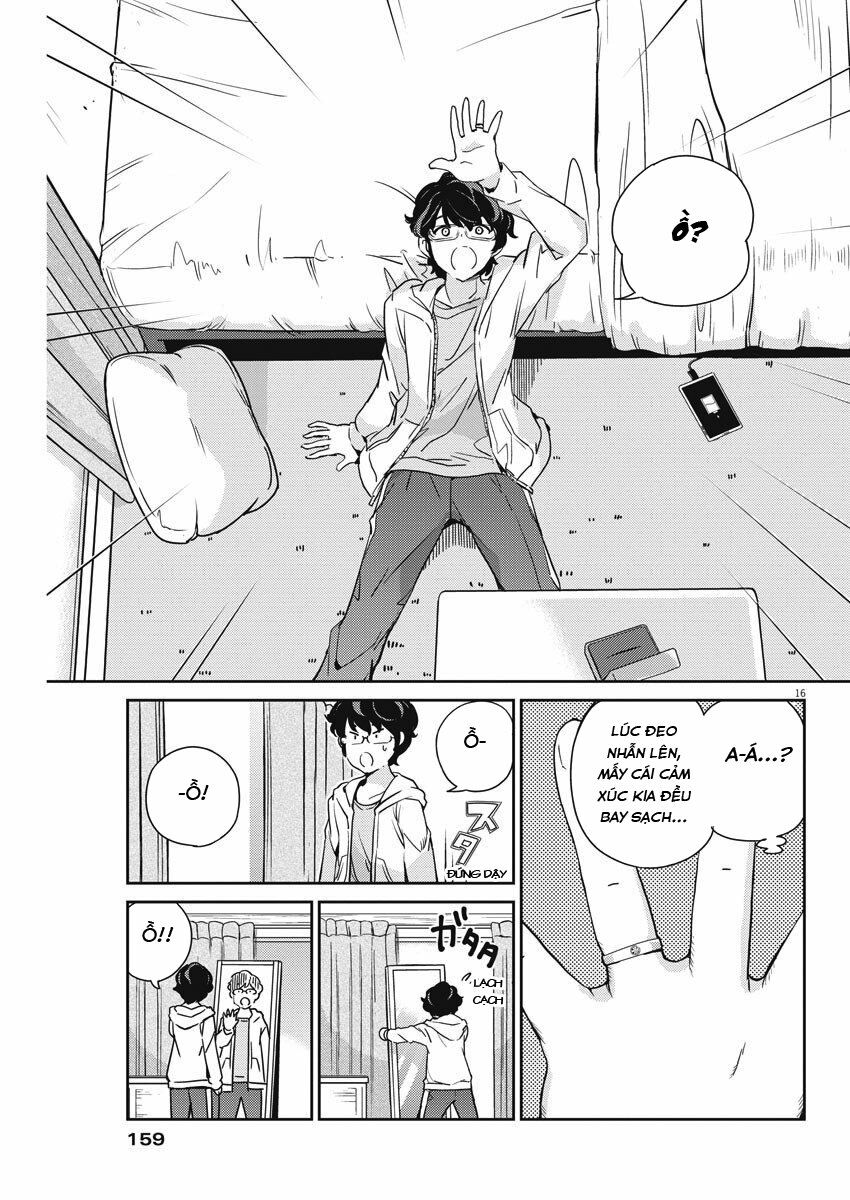 Ồ?
16
A-Á...?
LÚC ĐEO
NHẪN LÊN,
MẤY CÁI CẢM
XÚC KIA ĐỀU
BAY SẠCH...
Ồ-
-Ồ!
スタ
ĐỨNG DẬY
ガタタ
LẠCH
CẠCH
Ồ!!
159